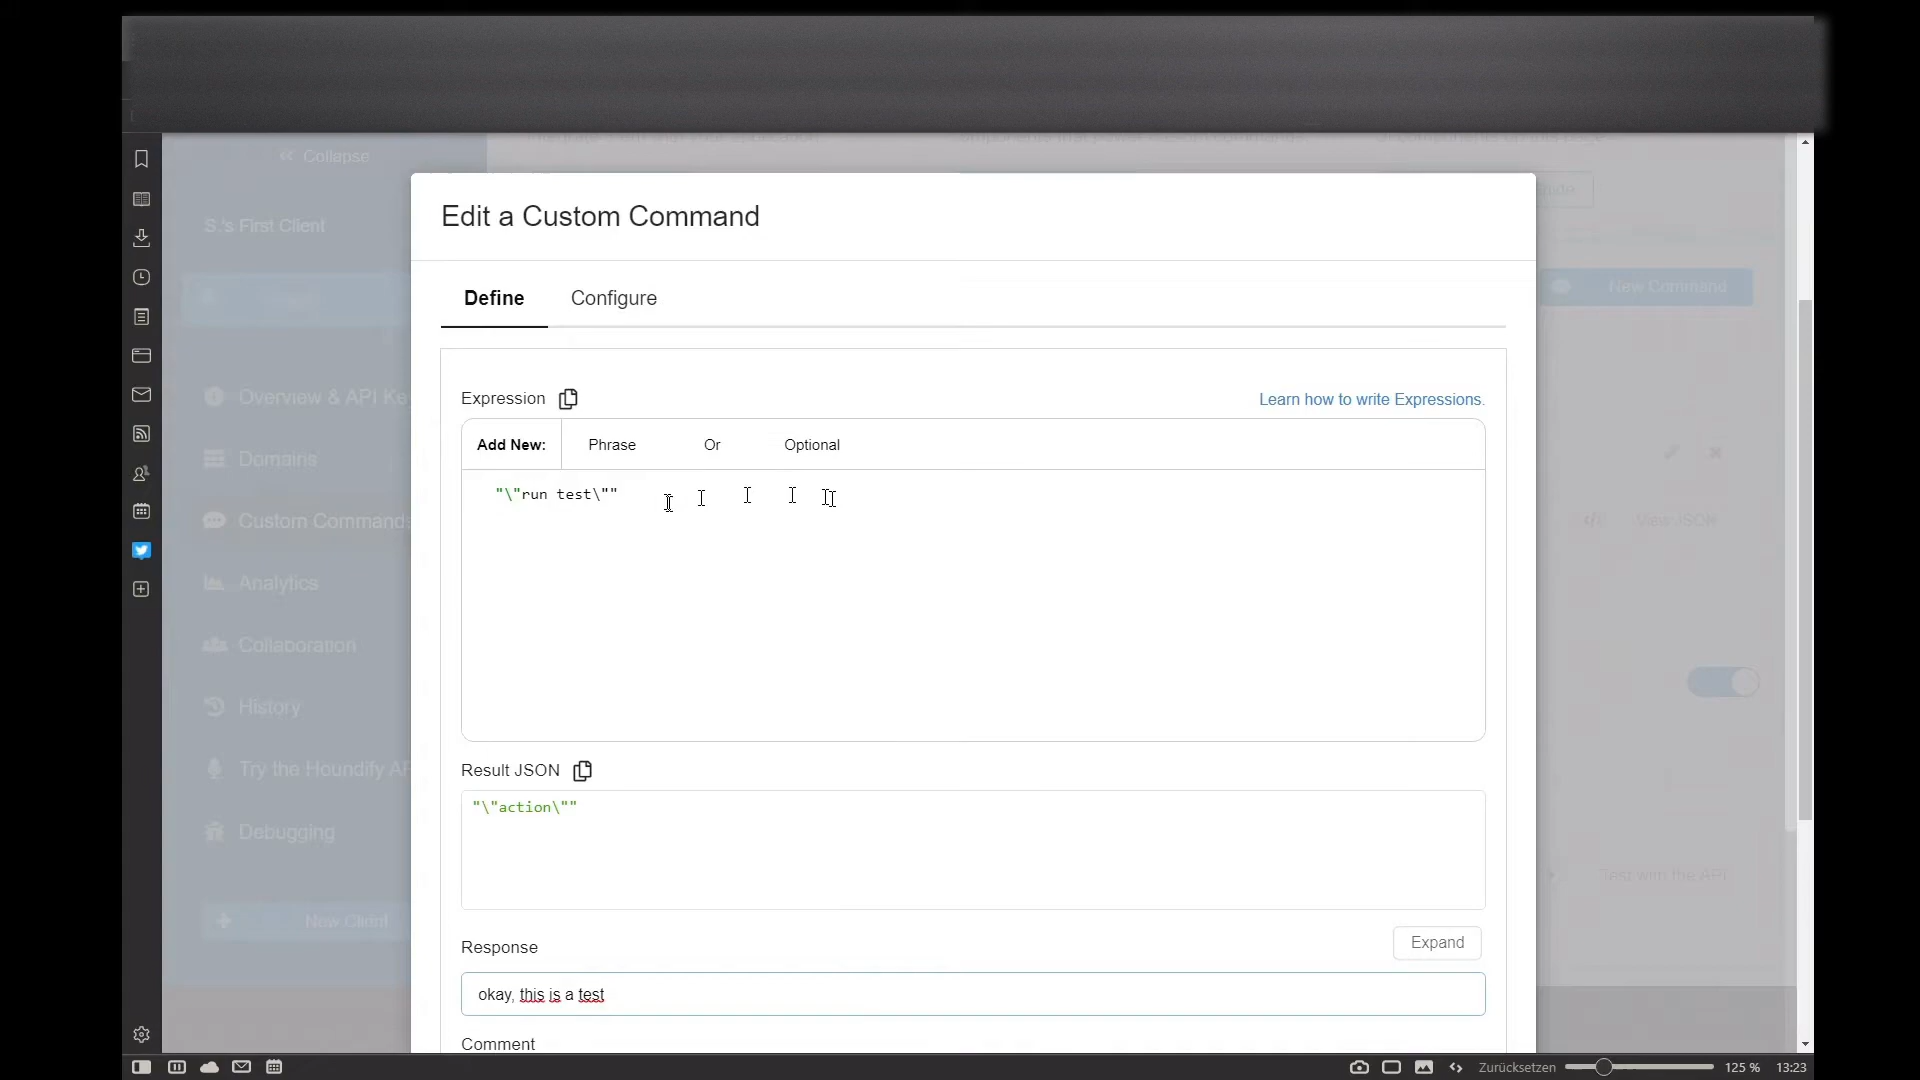 Collapse
S.'s First Client
Edit a Custom Command
New Command
Define Configure
Overview & API Ke
Expression Learn how to write Expressions.
Add New: Phrase Or Optional
Domains
"\"run test\""
Custom Commands
View JSON
Analytics
Collaboration
History
Try the Houndify AP
Result JSON
"\"action\""
Debugging
Test with the API
New Client
Response Expand
okay, this is a test
Comment
Zurücksetzen 125 % 13:23